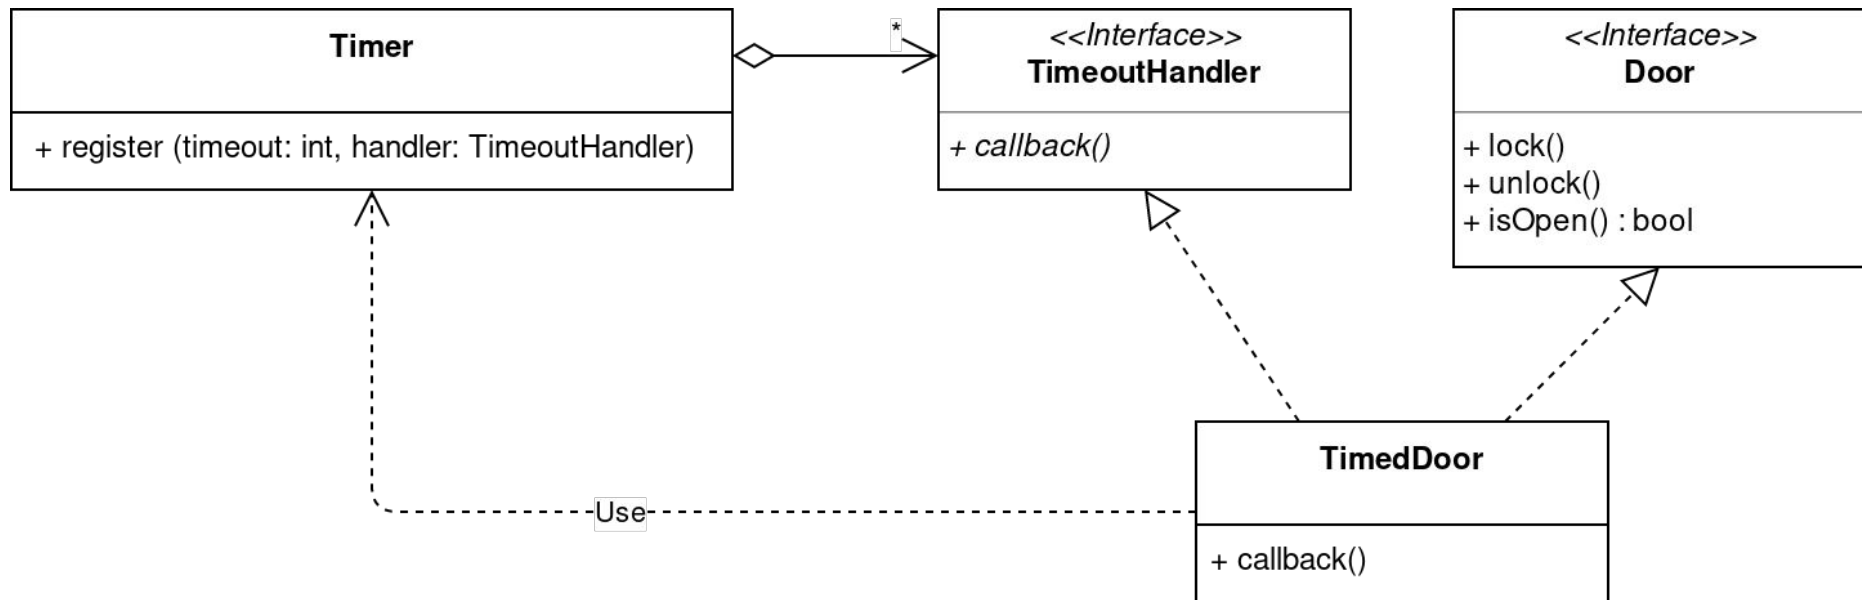 Timer
+ register (timeout: int, handler: TimeoutHandler)
*
<<Interface>>
TimeoutHandler
+ callback()
<<Interface>>
Door
+ lock()
+ unlock()
+ isOpen() : bool
Use
TimedDoor
+ callback()